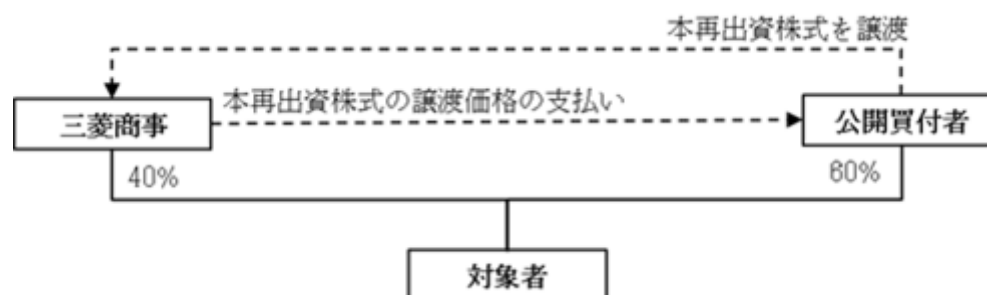 本再出資株式を譲渡
本再出資株式の譲渡価格の支払い
三菱商事
公開買付者
40%
60%
対象者